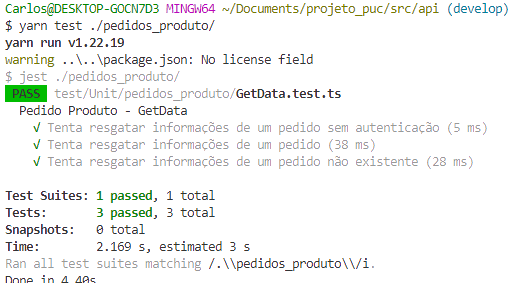 Carlos@DESKTOP-GOCN7D3 MINGW64 ~/Documents/projeto_puc/src/api (develop)
$ yarn test ./pedidos_produto/
yarn run v1.22.19
warning ..\..\package.json: No license field
$ jest ./pedidos_produto/
PASS test/Unit/pedidos_produto/GetData.test.ts
Pedido Produto - GetData
√ Tenta resgatar informações de um pedido sem autenticação (5 ms)
√ Tenta resgatar informações de um pedido (38 ms)
√ Tenta resgatar informações de um pedido não existente (28 ms)
Test Suites: 1 passed, 1 total
Tests: 3 passed, 3 total
Snapshots: 0 total
Time: 2.169 s, estimated 3 s
Ran all test suites matching /.\\pedidos_produto\\/i.
Done in 4.40s